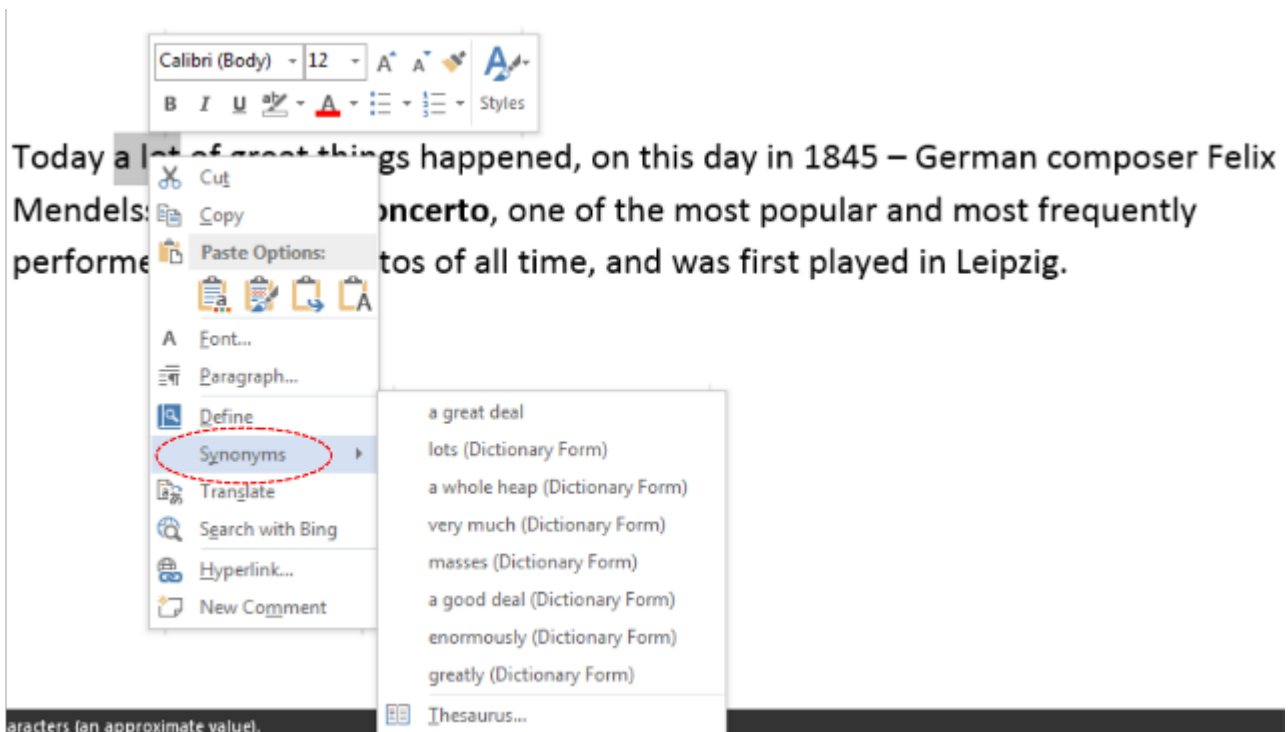 Calibri (Body) 12
B I U Styles
Today a lot of great things happened, on this day in 1845 – German composer Felix
Mendels oncerto, one of the most popular and most frequently
performe tos of all time, and was first played in Leipzig.
Cut
Copy
Paste Options:
Font...
Paragraph...
Define
Synonyms
Translate
Search with Bing
Hyperlink...
New Comment
a great deal
lots (Dictionary Form)
a whole heap (Dictionary Form)
very much (Dictionary Form)
masses (Dictionary Form)
a good deal (Dictionary Form)
enormously (Dictionary Form)
greatly (Dictionary Form)
Thesaurus...
aracters (an approximate value).